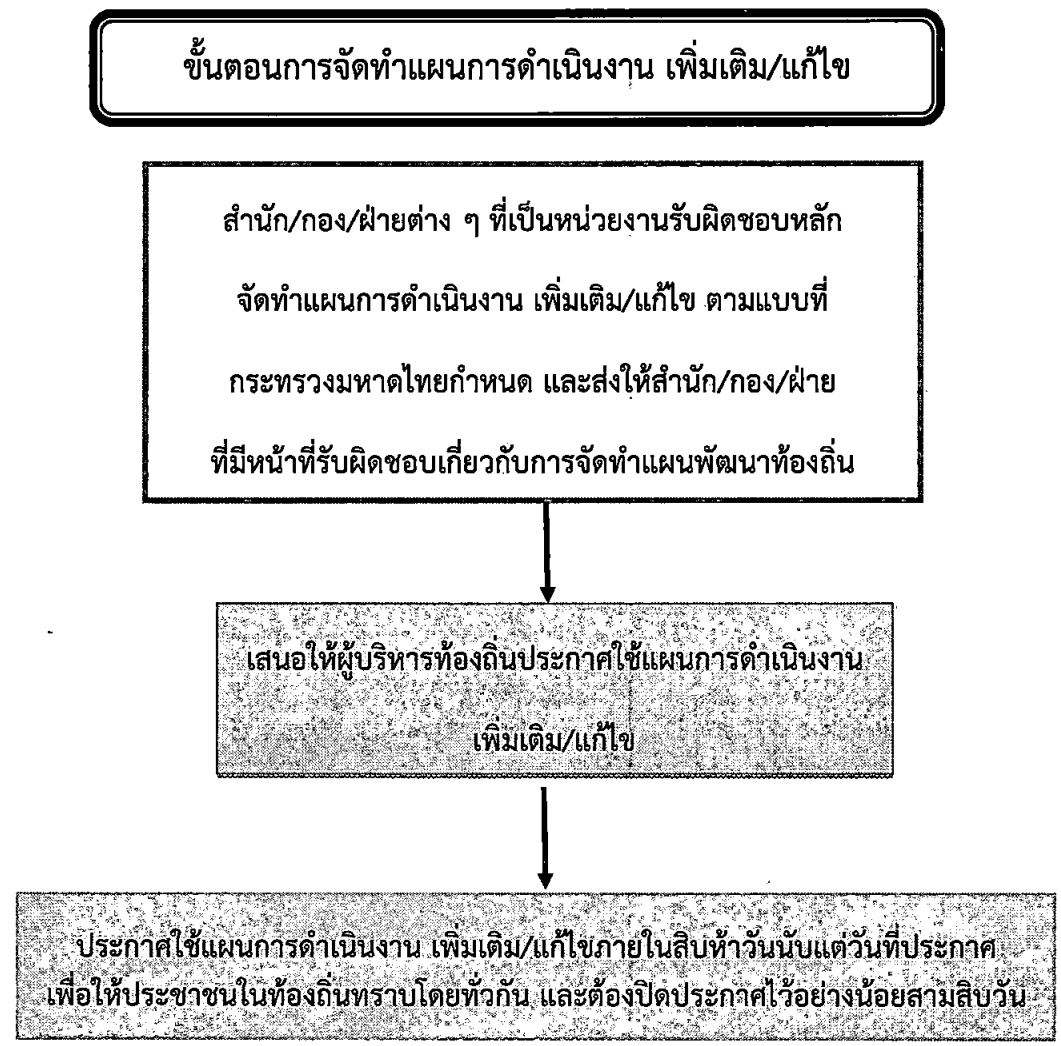 ขั้นตอนการจัดทำแผนการดำเนินงาน เพิ่มเติม/แก้ไข
สำนัก/กอง/ฝ่ายต่าง ๆ ที่เป็นหน่วยงานรับผิดชอบหลัก
จัดทำแผนการดำเนินงาน เพิ่มเติม/แก้ไข ตามแบบที่
กระทรวงมหาดไทยกำหนด และส่งให้สำนัก/กอง/ฝ่าย
ที่มีหน้าที่รับผิดชอบเกี่ยวกับการจัดทำแผนพัฒนาท้องถิ่น
เสนอให้ผู้บริหารท้องถิ่นประกาศใช้แผนการดำเนินงาน
เพิ่มเติม/แก้ไข
ประกาศใช้แผนการดำเนินงาน เพิ่มเติม/แก้ไขภายในสิบห้าวันนับแต่วันที่ประกาศ
เพื่อให้ประชาชนในท้องถิ่นทราบโดยทั่วกัน และต้องปิดประกาศไว้อย่างน้อยสามสิบวัน